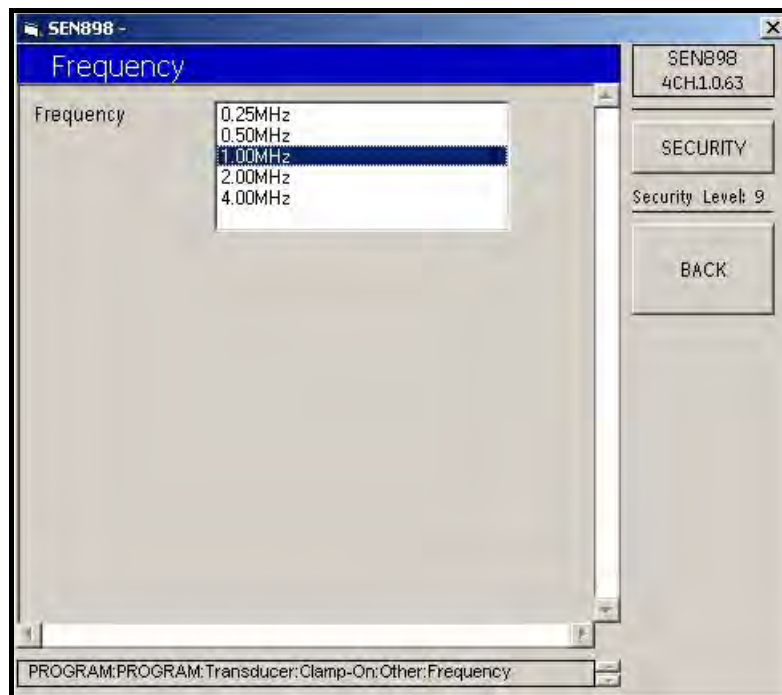 SEN898 -
Frequency
SEN898
4CH.1.0.63
Frequency
0.25MHz
0.50MHz
1.00MHz
2.00MHz
4.00MHz
SECURITY
Security Level: 9
BACK
PROGRAM:PROGRAM:Transducer:Clamp-On:Other:Frequency